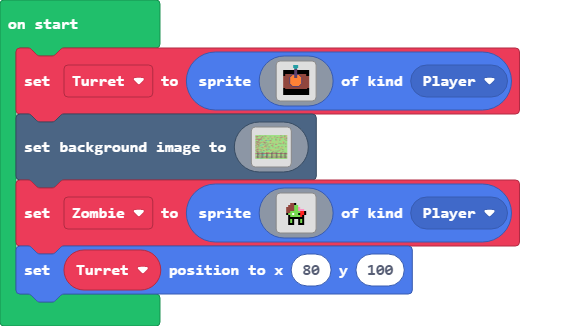 on start
set Turret to sprite of kind Player
set background image to
set Zombie to sprite of kind Player
set Turret position to x 80 y 100